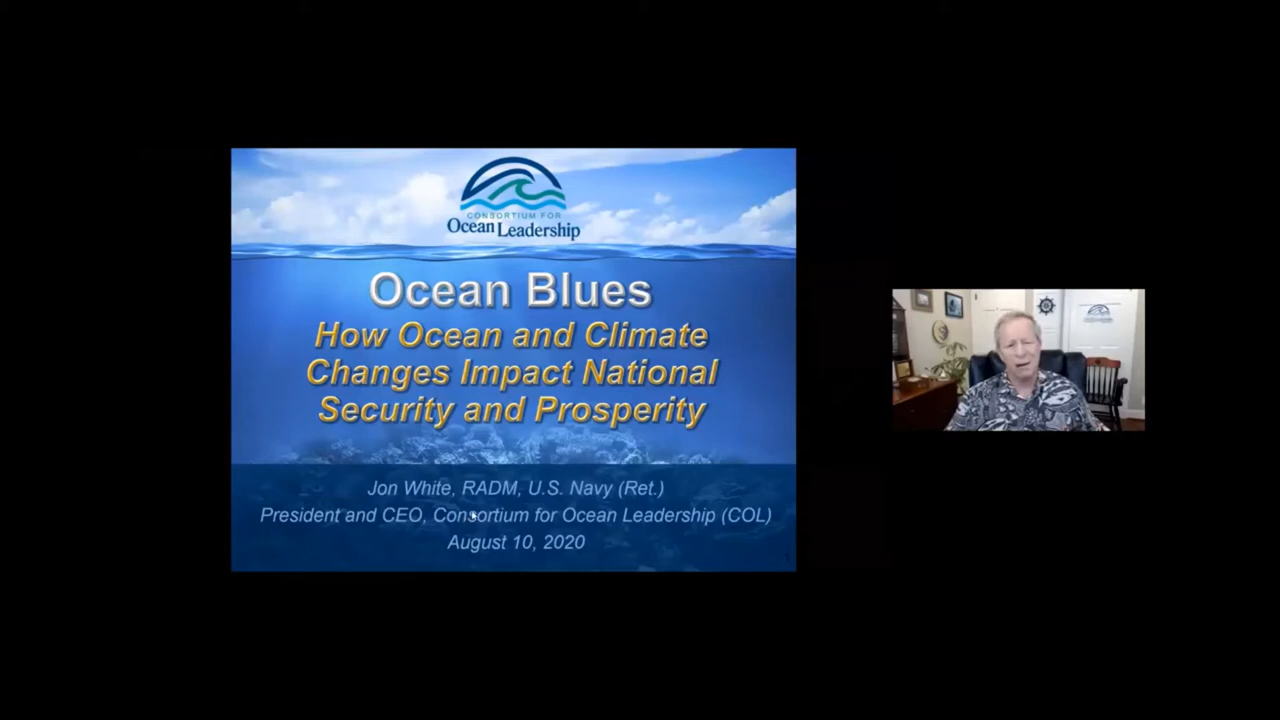 CONSORTIUM FOR
Ocean Leadership
Ocean Blues
How Ocean and Climate
Changes Impact National
Security and Prosperity
Jon White, RADM, U.S. Navy (Ret.)
President and CEO, Consortium for Ocean Leadership (COL)
August 10, 2020
1